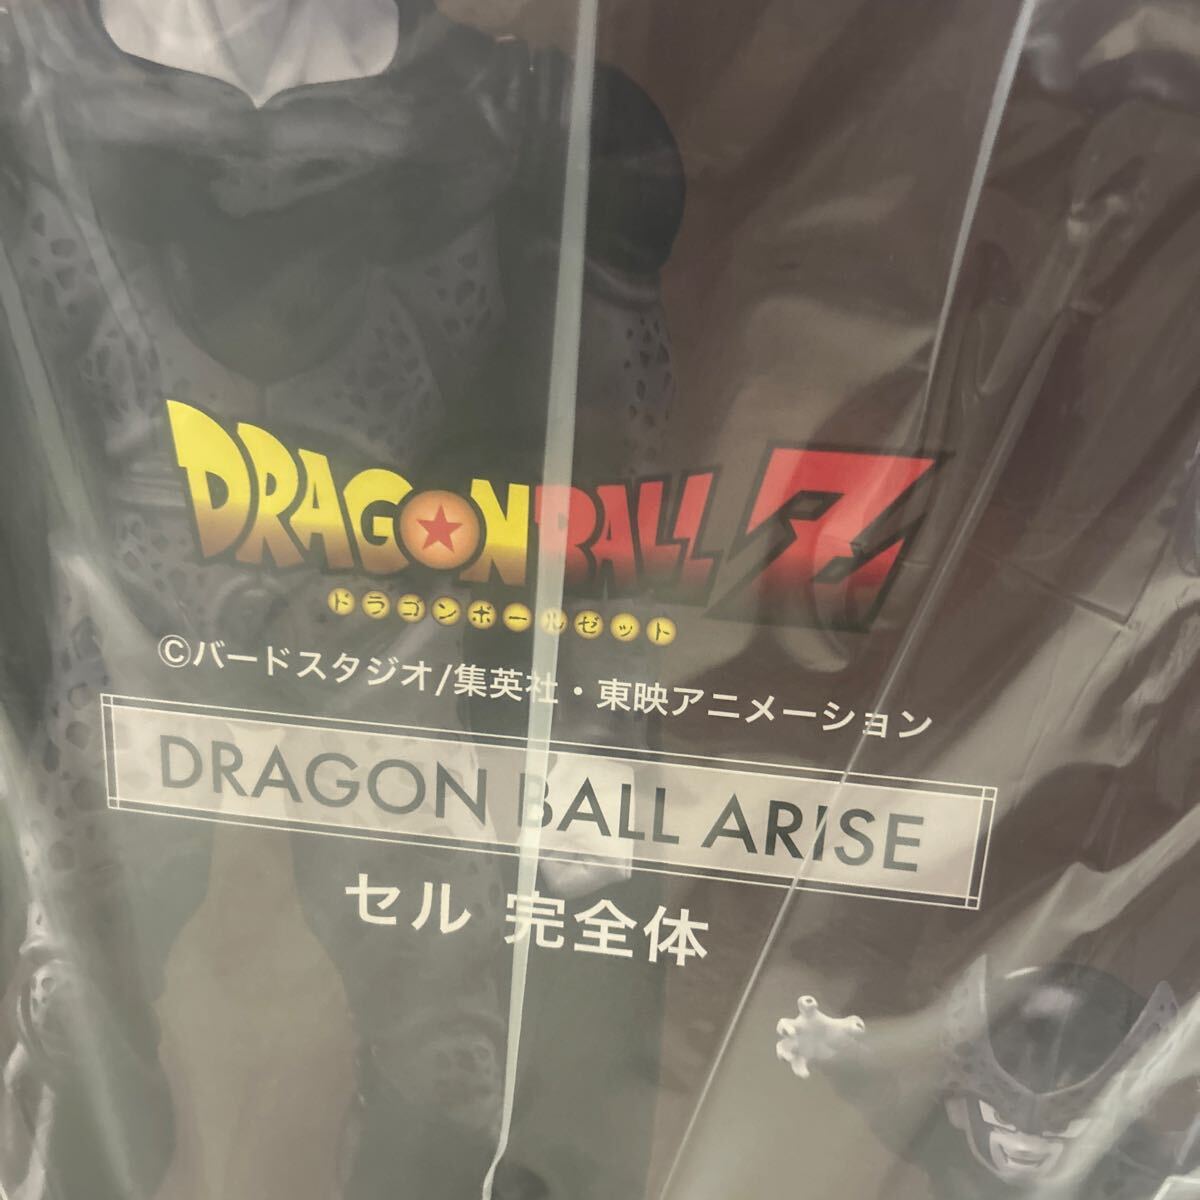 DRAGON BALL Z
ドラゴンボールゼット
©バードスタジオ/集英社・東映アニメーション
DRAGON BALL ARISE
セル 完全体